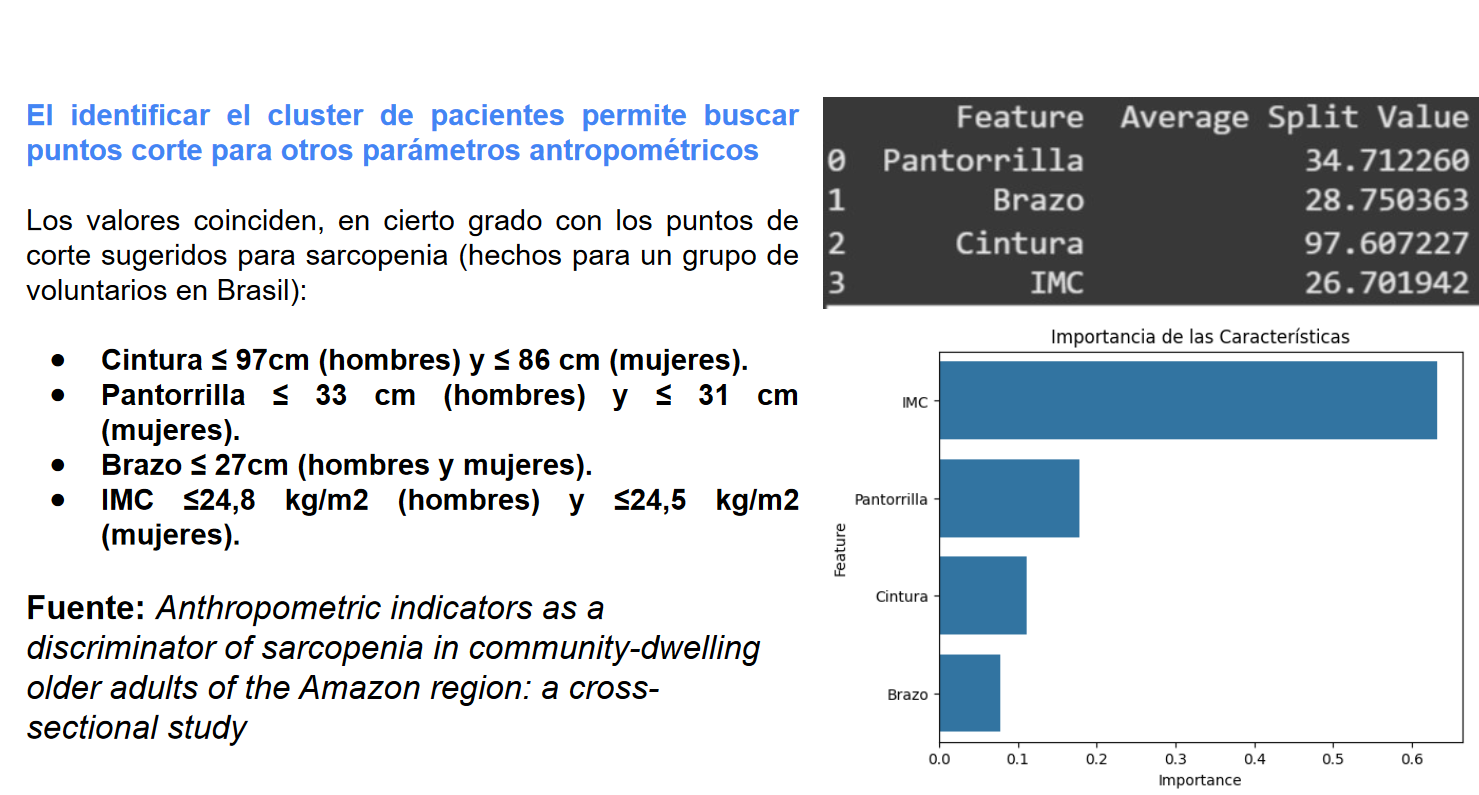 El identificar el cluster de pacientes permite buscar
puntos corte para otros parámetros antropométricos
Los valores coinciden, en cierto grado con los puntos de
corte sugeridos para sarcopenia (hechos para un grupo de
voluntarios en Brasil):
● Cintura ≤ 97cm (hombres) y ≤ 86 cm (mujeres).
● Pantorrilla ≤ 33 cm (hombres) y ≤ 31 cm
(mujeres).
● Brazo ≤ 27cm (hombres y mujeres).
● IMC ≤24,8 kg/m2 (hombres) y ≤24,5 kg/m2
(mujeres).
Fuente: Anthropometric indicators as a
discriminator of sarcopenia in community-dwelling
older adults of the Amazon region: a cross-
sectional study
Feature Average Split Value
0 Pantorrilla 34.712260
1 Brazo 28.750363
2 Cintura 97.607227
3 IMC 26.701942
Importancia de las Características
Feature
IMC
Pantorrilla
Cintura
Brazo
0.0 0.1 0.2 0.3 0.4 0.5 0.6
Importance